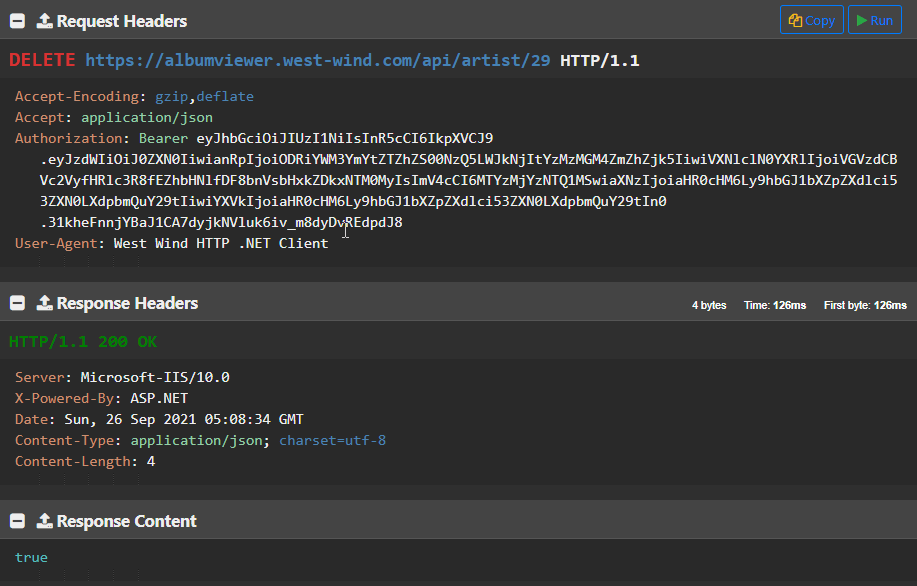 Request Headers
Copy
Run
DELETE https://albumviewer.west-wind.com/api/artist/29 HTTP/1.1
Accept-Encoding: gzip,deflate
Accept: application/json
Authorization: Bearer eyJhbGciOiJIUzI1NiIsInR5cCI6IkpXVCJ9
.eyJzdWIiOiJ0ZXN0IiwianRpIjoiODRiYWM3YmYtZTZhZS00NzQ5LWJkNjItYzMzMGM4ZmZhZjk5IiwiVXNlclN0YXRlIjoiVGVzdCB
Vc2VyfHRlc3R8fEZhbHNlfDF8bnVsbHxkZDkxNTM0MyIsImV4cCI6MTYzMjYzNTQ1MSwiaXNzIjoiaHR0cHM6Ly9hbGJ1bXZpZXdlci5
3ZXN0LXdpbmQuY29tIiwiYXVkIjoiaHR0cHM6Ly9hbGJ1bXZpZXdlci53ZXN0LXdpbmQuY29tIn0
.31kheFnnjYBaJ1CA7dyjkNVluk6iv_m8dyDvREdpdJ8
User-Agent: West Wind HTTP .NET Client
Response Headers
4 bytes Time: 126ms First byte: 126ms
HTTP/1.1 200 OK
Server: Microsoft-IIS/10.0
X-Powered-By: ASP.NET
Date: Sun, 26 Sep 2021 05:08:34 GMT
Content-Type: application/json; charset=utf-8
Content-Length: 4
Response Content
true